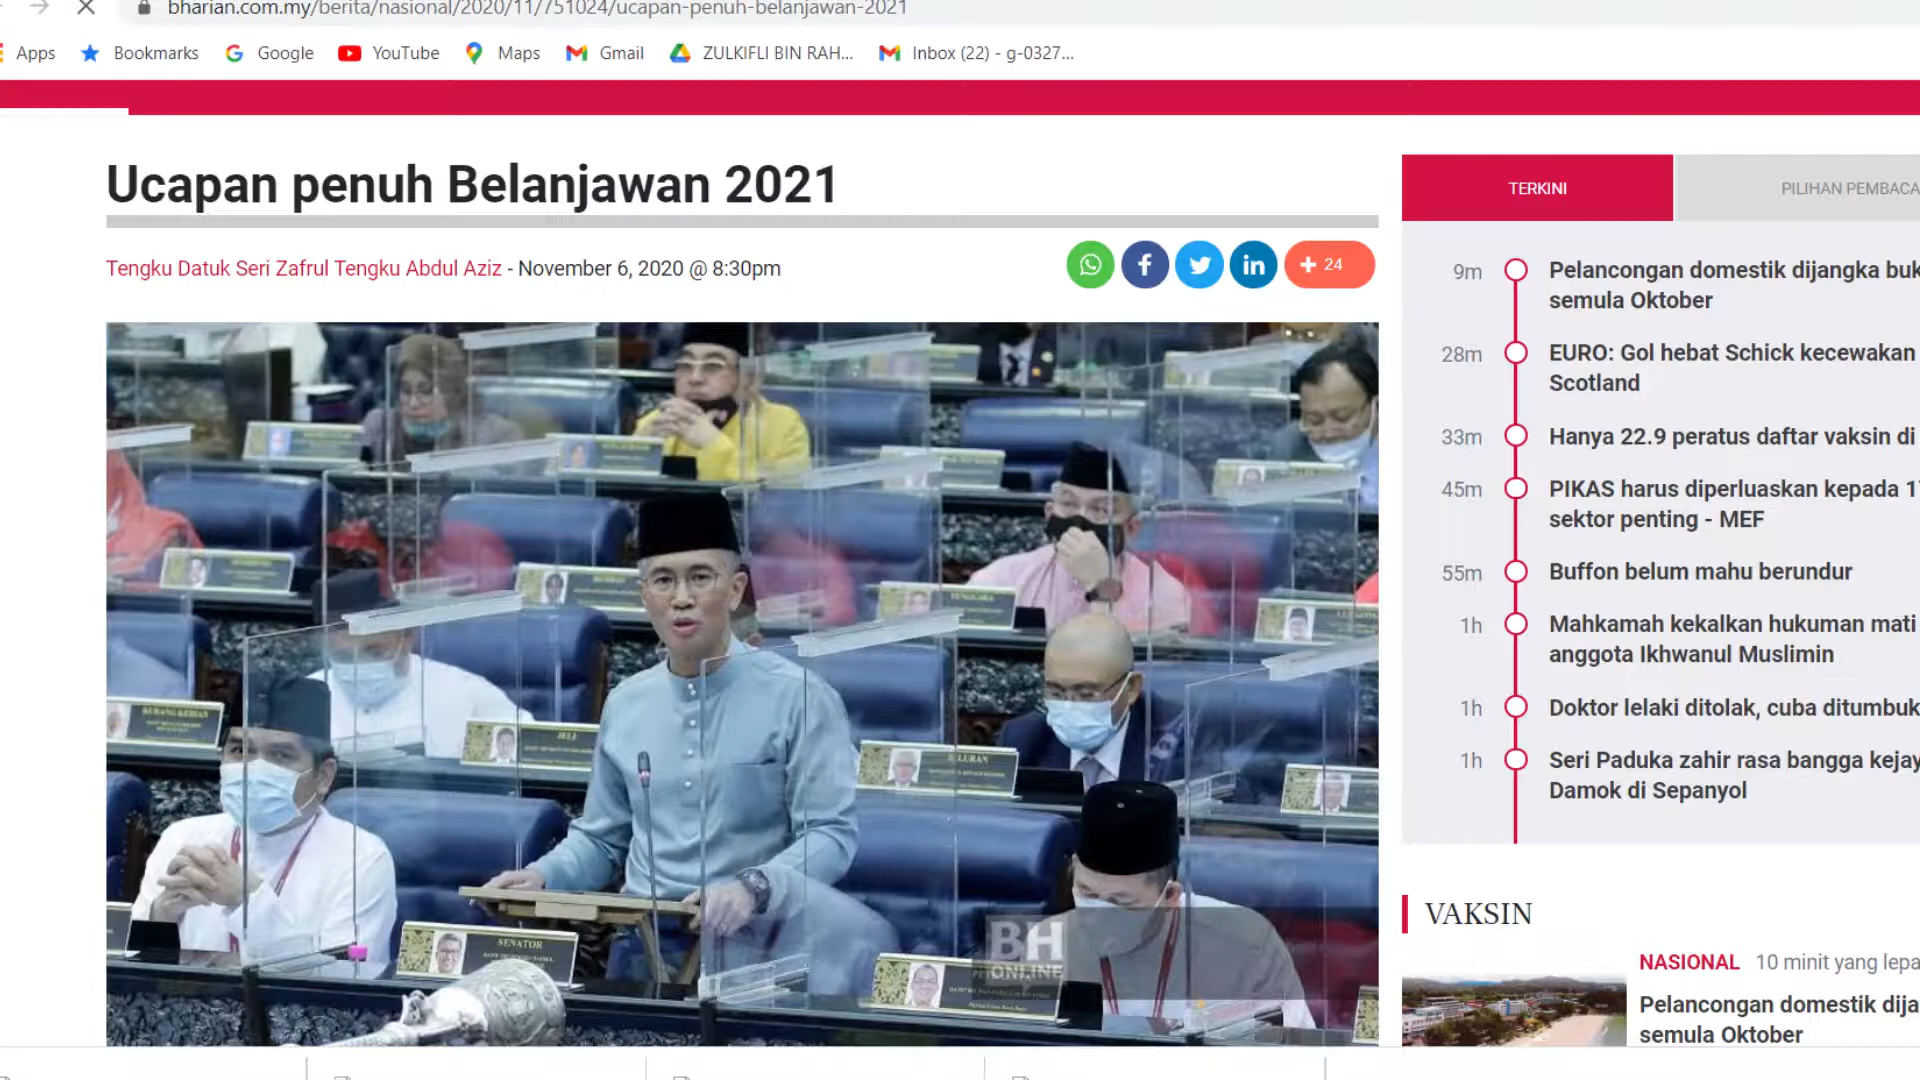 bharian.com.my/berita/nasional/2020/11/751024/ucapan-penuh-belanjawan-2021
Apps Bookmarks Google YouTube Maps Gmail ZULKIFLI BIN RAH... Inbox (22) - g-0327...
Ucapan penuh Belanjawan 2021
Tengku Datuk Seri Zafrul Tengku Abdul Aziz - November 6, 2020 @ 8:30pm
+ 24
KUBANG KERIAN
JELI
SENATOR
BH
TERKINI
PILIHAN PEMBACA
9m Pelancongan domestik dijangka buk
semula Oktober
28m EURO: Gol hebat Schick kecewakan
Scotland
33m Hanya 22.9 peratus daftar vaksin di
45m PIKAS harus diperluaskan kepada 1
sektor penting - MEF
55m Buffon belum mahu berundur
1h Mahkamah kekalkan hukuman mati
anggota Ikhwanul Muslimin
1h Doktor lelaki ditolak, cuba ditumbuk
1h Seri Paduka zahir rasa bangga kejay
Damok di Sepanyol
VAKSIN
NASIONAL 10 minit yang lepa
Pelancongan domestik dija
semula Oktober